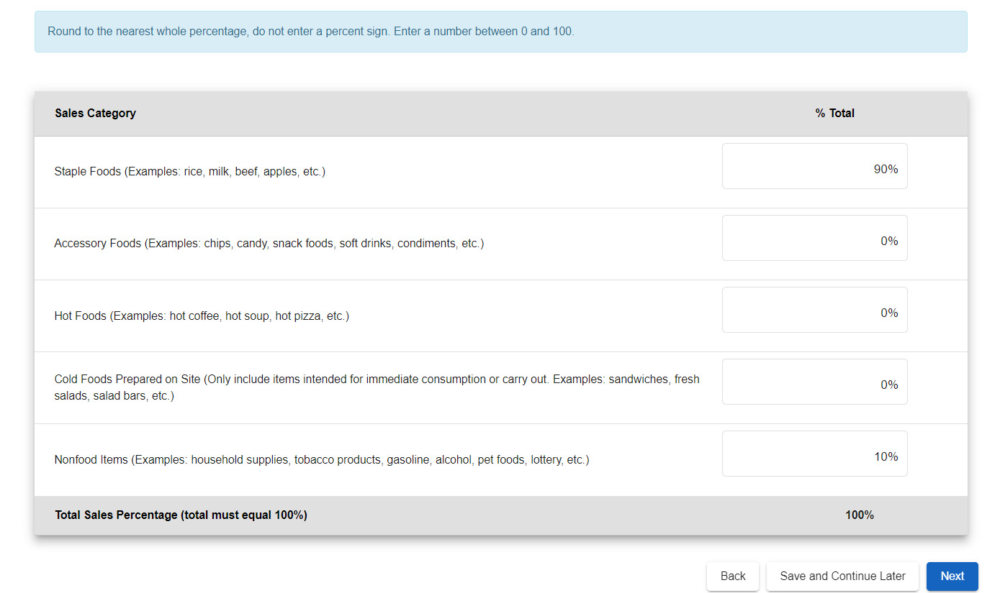 Round to the nearest whole percentage, do not enter a percent sign. Enter a number between 0 and 100.
Sales Category % Total
Staple Foods (Examples: rice, milk, beef, apples, etc.) 90%
Accessory Foods (Examples: chips, candy, snack foods, soft drinks, condiments, etc.) 0%
Hot Foods (Examples: hot coffee, hot soup, hot pizza, etc.) 0%
Cold Foods Prepared on Site (Only include items intended for immediate consumption or carry out. Examples: sandwiches, fresh
salads, salad bars, etc.) 0%
Nonfood Items (Examples: household supplies, tobacco products, gasoline, alcohol, pet foods, lottery, etc.) 10%
Total Sales Percentage (total must equal 100%) 100%
Back Save and Continue Later Next